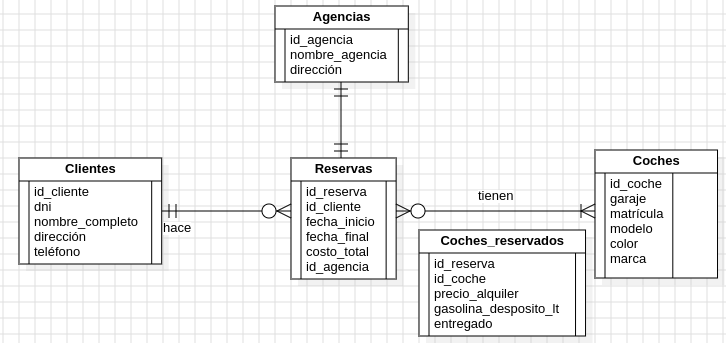 Agencias
id_agencia
nombre_agencia
dirección
Clientes
id_cliente
dni
nombre_completo
dirección
teléfono
hace
Reservas
id_reserva
id_cliente
fecha_inicio
fecha_final
costo_total
id_agencia
tienen
Coches
id_coche
garaje
matrícula
modelo
color
marca
Coches_reservados
id_reserva
id_coche
precio_alquiler
gasolina_desposito_lt
entregado